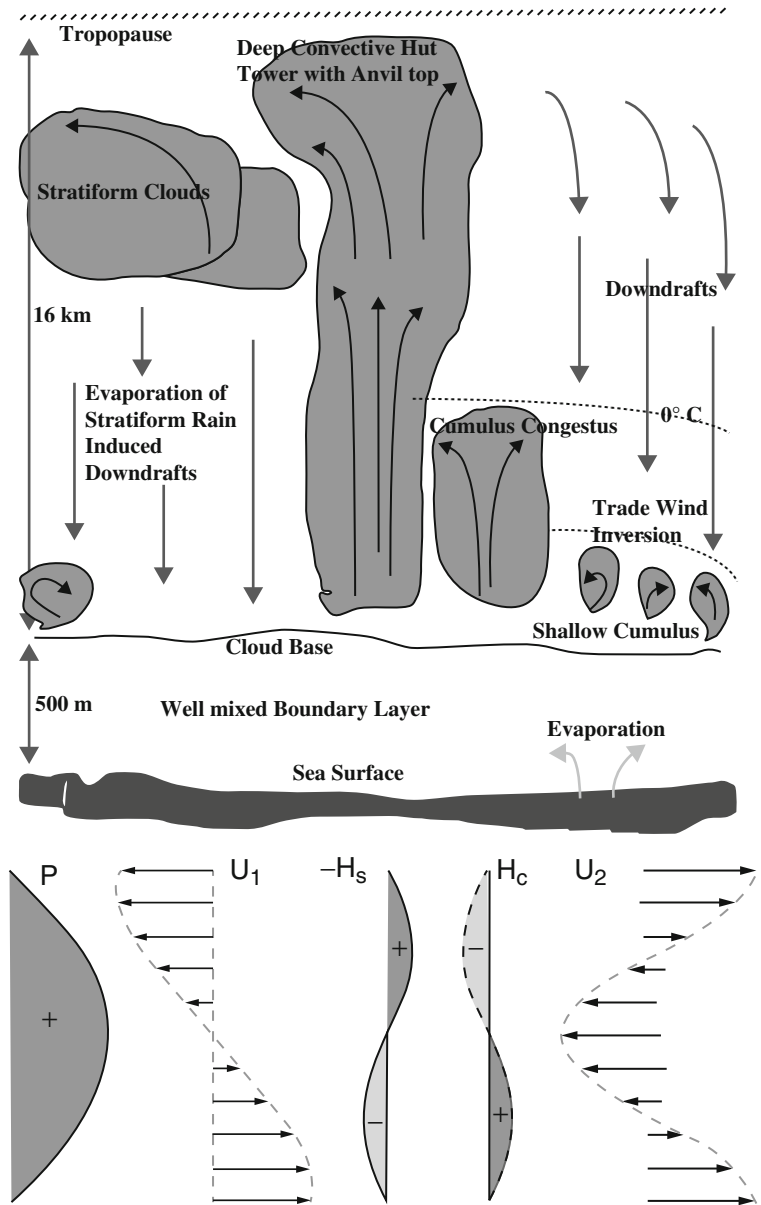 Tropopause
Deep Convective Hut
Tower with Anvil top
Stratiform Clouds
Downdrafts
16 km
Evaporation of
Stratiform Rain
Induced
Downdrafts
0° C
Cumulus Congestus
Trade Wind
Inversion
Shallow Cumulus
Cloud Base
500 m
Well mixed Boundary Layer
Evaporation
Sea Surface
P
U1
−Hs
Hc
U2
+
+
−
−
+